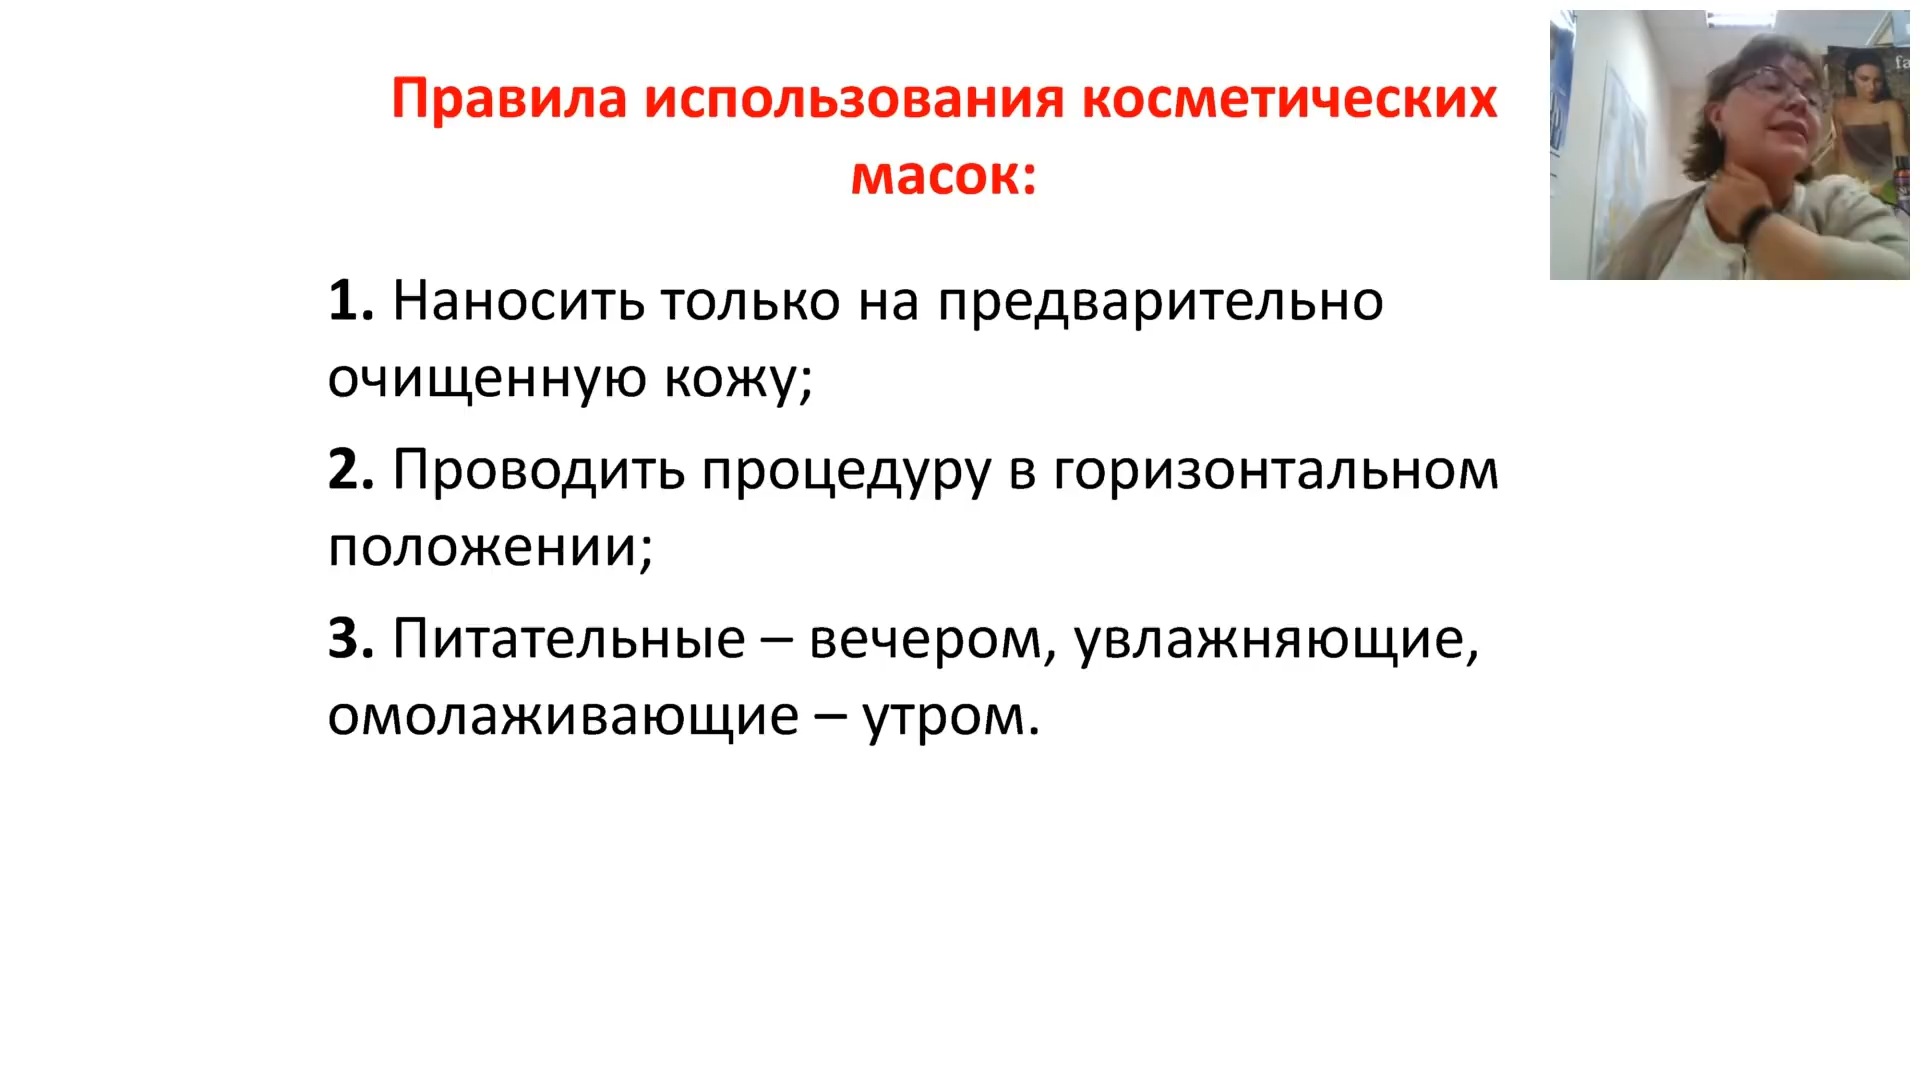 Правила использования косметических
масок:
1. Наносить только на предварительно
очищенную кожу;
2. Проводить процедуру в горизонтальном
положении;
3. Питательные – вечером, увлажняющие,
омолаживающие – утром.
fa